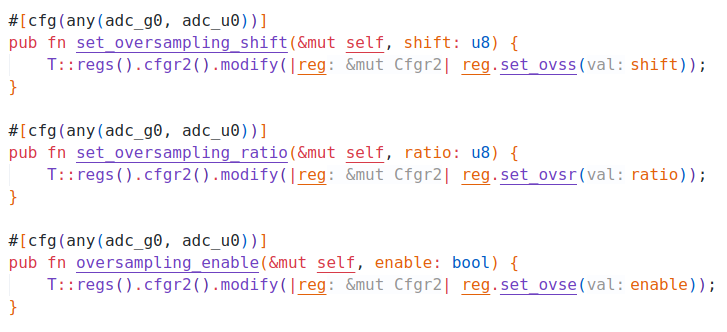 #[cfg(any(adc_g0, adc_u0))]
pub fn set_oversampling_shift(&mut self, shift: u8) {
    T::regs().cfgr2().modify(|reg: &mut Cfgr2| reg.set_ovss(val: shift));
}

#[cfg(any(adc_g0, adc_u0))]
pub fn set_oversampling_ratio(&mut self, ratio: u8) {
    T::regs().cfgr2().modify(|reg: &mut Cfgr2| reg.set_ovsr(val: ratio));
}

#[cfg(any(adc_g0, adc_u0))]
pub fn oversampling_enable(&mut self, enable: bool) {
    T::regs().cfgr2().modify(|reg: &mut Cfgr2| reg.set_ovse(val: enable));
}